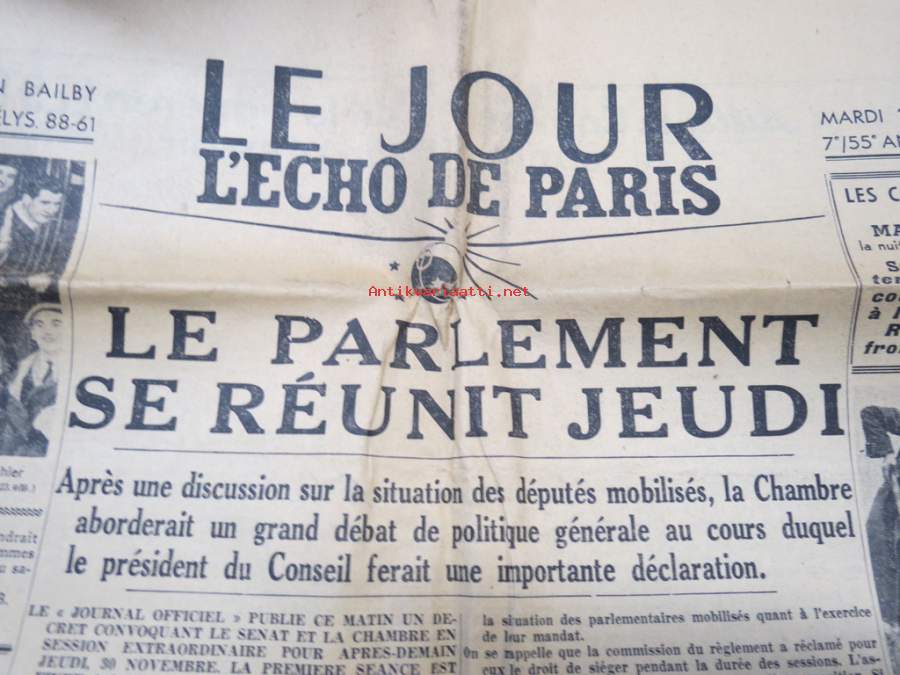 N BAILBY
ELYS. 88-61
LE JOUR
L'ECHO DE PARIS
MARDI
7e/55e
LES
la nuit
fro
Antikvariaatti.net
LE PARLEMENT
SE RÉUNIT JEUDI
Après une discussion sur la situation des députés mobilisés, la Chambre
aborderait un grand débat de politique générale au cours duquel
le président du Conseil ferait une importante déclaration.
LE « JOURNAL OFFICIEL » PUBLIE CE MATIN UN DE-
CRET CONVOQUANT LE SENAT ET LA CHAMBRE EN
SESSION EXTRAORDINAIRE POUR APRES-DEMAIN
JEUDI, 30 NOVEMBRE. LA PREMIERE SEANCE EST
la situation des parlementaires mobilisés quant à l'exercice
de leur mandat.
On se rappelle que la commission du règlement a réclamé pour
ceux le droit de siéger pendant la durée des sessions. L'as-